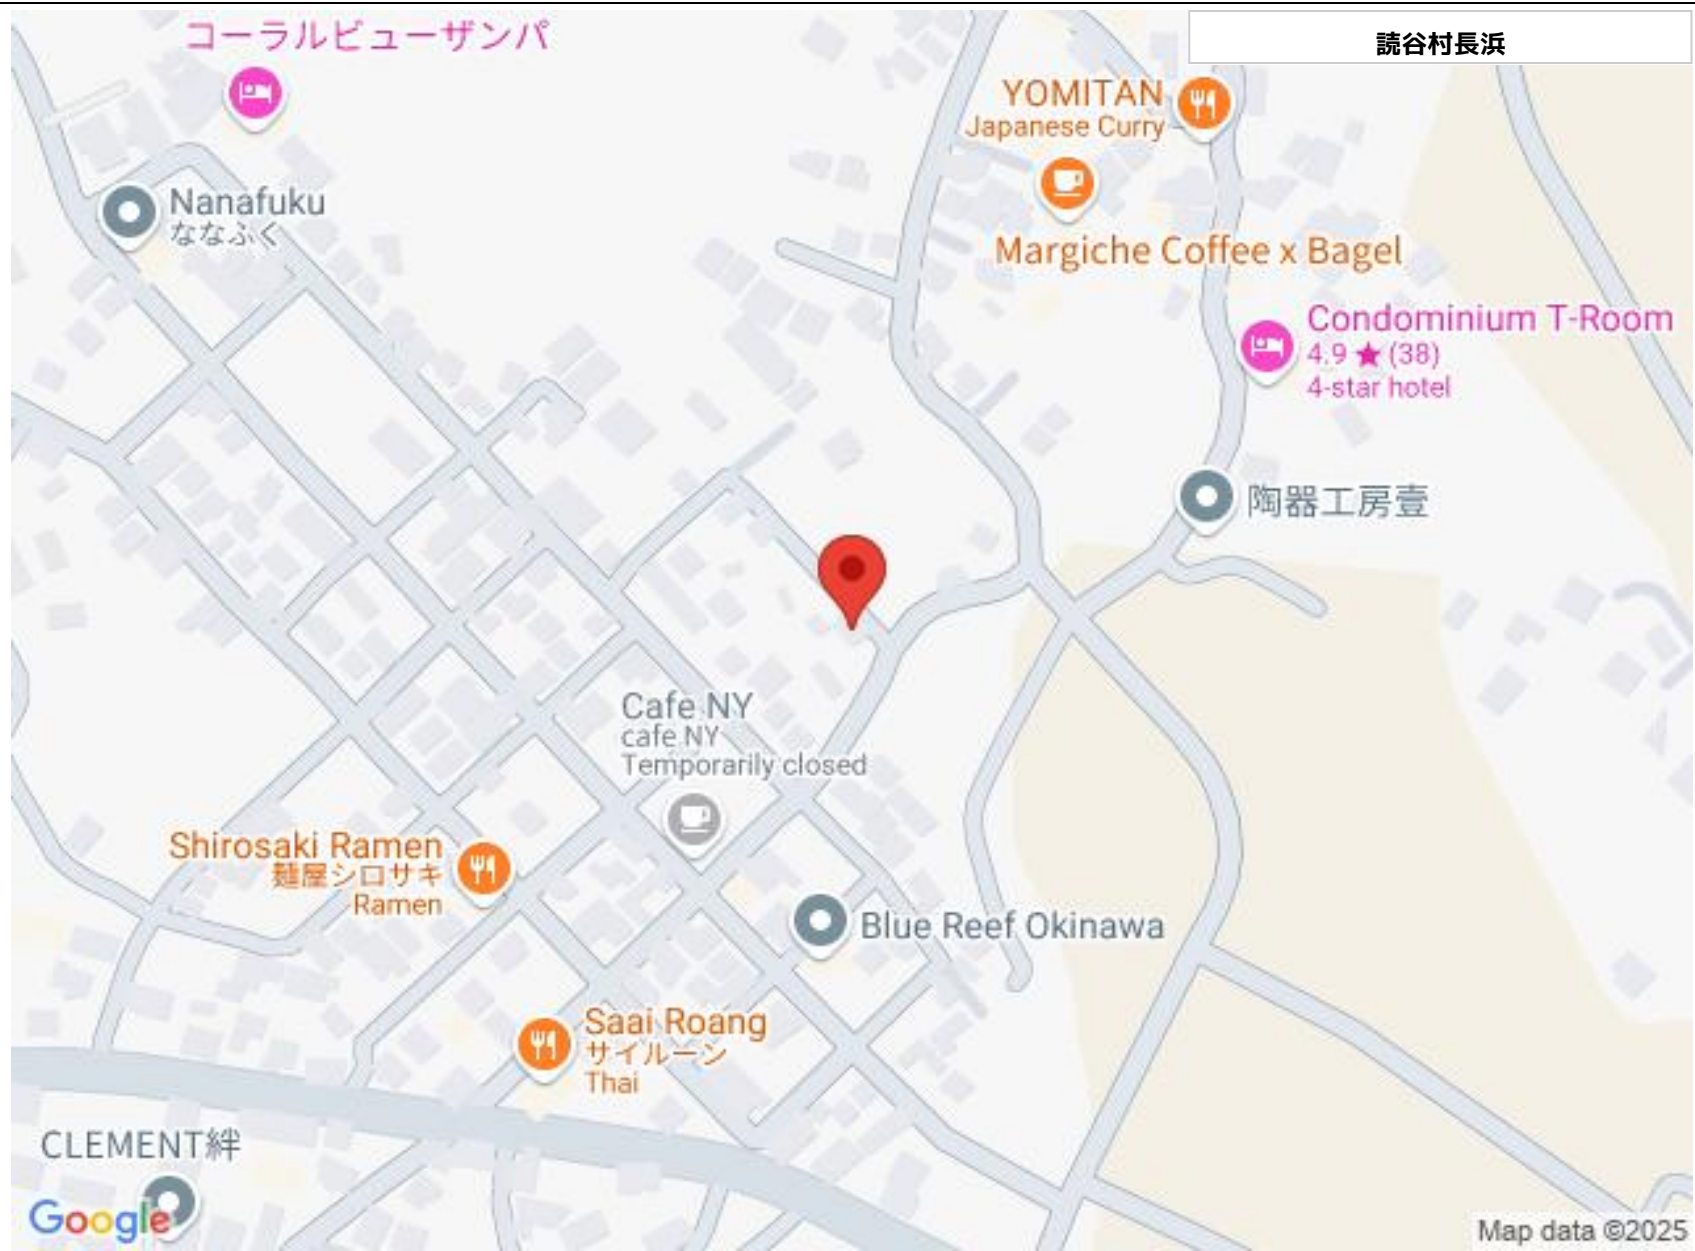 コーラルビューザンパ
読谷村長浜
YOMITAN
Japanese Curry
Nanafuku
ななふく
Margiche Coffee x Bagel
Condominium T-Room
4.9 ★ (38)
4-star hotel
陶器工房壹
Cafe NY
cafe NY
Temporarily closed
Shirosaki Ramen
麺屋シロサキ
Ramen
Blue Reef Okinawa
Saai Roang
サイルーン
Thai
CLEMENT絆
Google
Map data ©2025